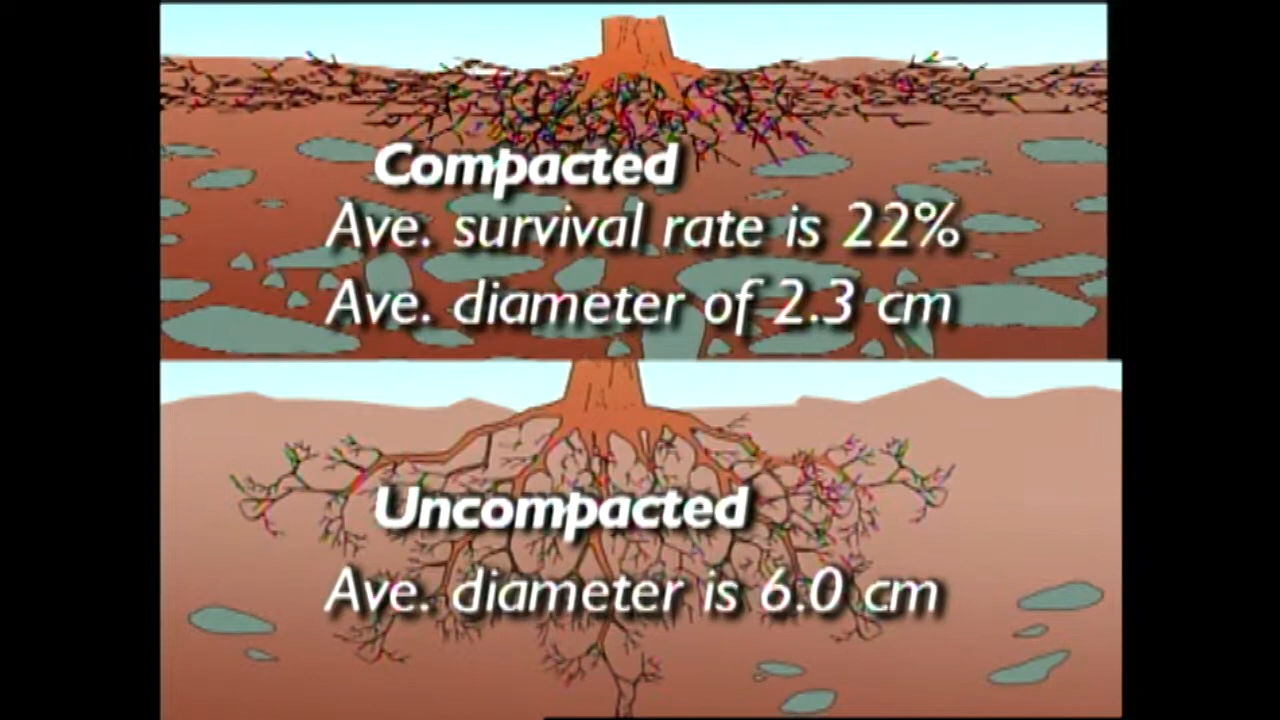 Compacted
Ave. survival rate is 22%
Ave. diameter of 2.3 cm
Uncompacted
Ave. diameter is 6.0 cm